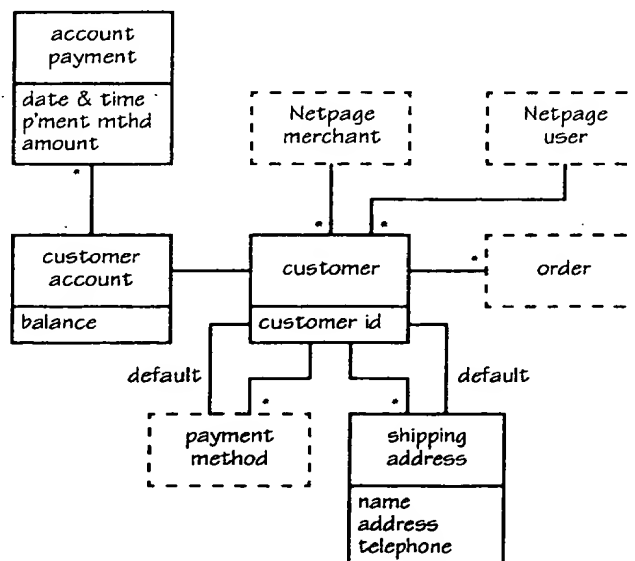 account
payment
date & time
p'ment mthd
amount
*
Netpage
merchant
*
Netpage
user
*
customer
account
balance
customer
customer id
*
order
default
*
payment
method
*
default
shipping
address
name
address
telephone